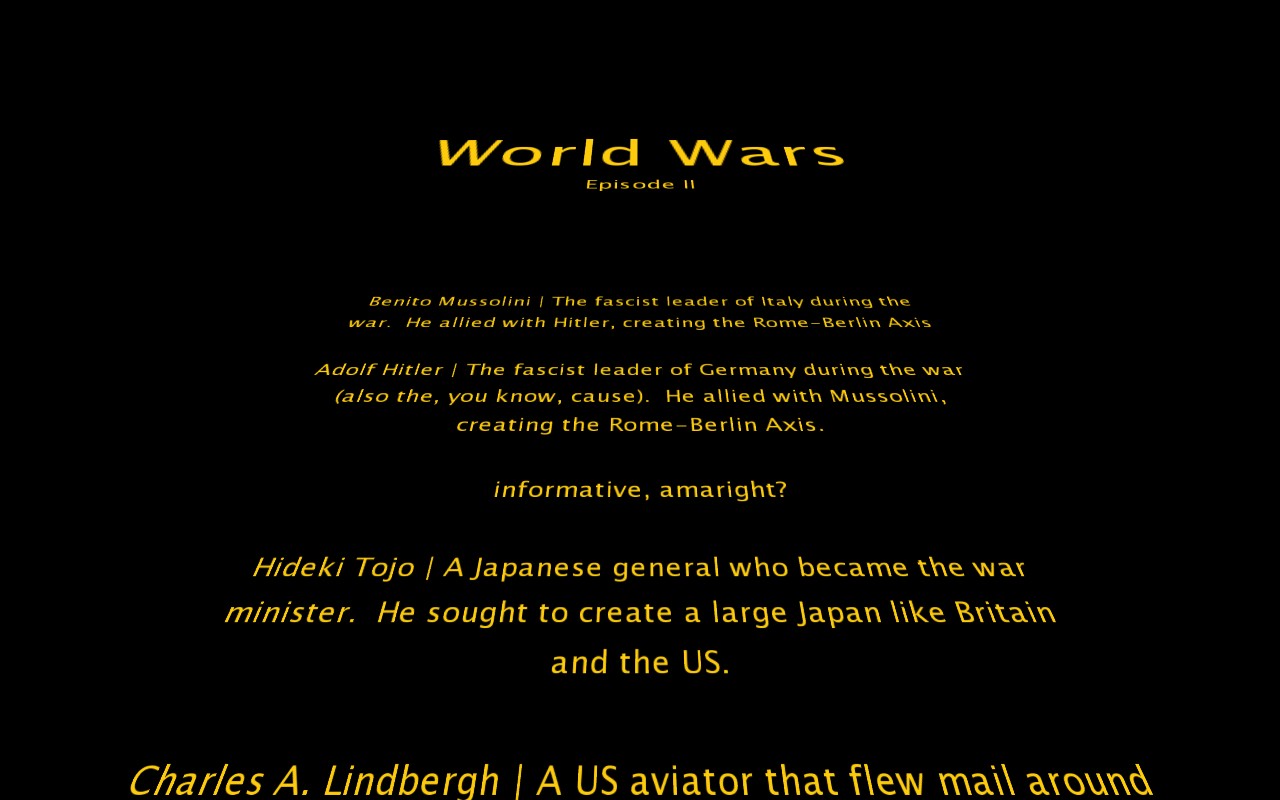 World Wars
Episode II
Benito Mussolini | The fascist leader of Italy during the
war.  He allied with Hitler, creating the Rome-Berlin Axis
Adolf Hitler | The fascist leader of Germany during the war
(also the, you know, cause).  He allied with Mussolini,
creating the Rome-Berlin Axis.
informative, amaright?
Hideki Tojo | A Japanese general who became the war
minister.  He sought to create a large Japan like Britain
and the US.
Charles A. Lindbergh | A US aviator that flew mail around